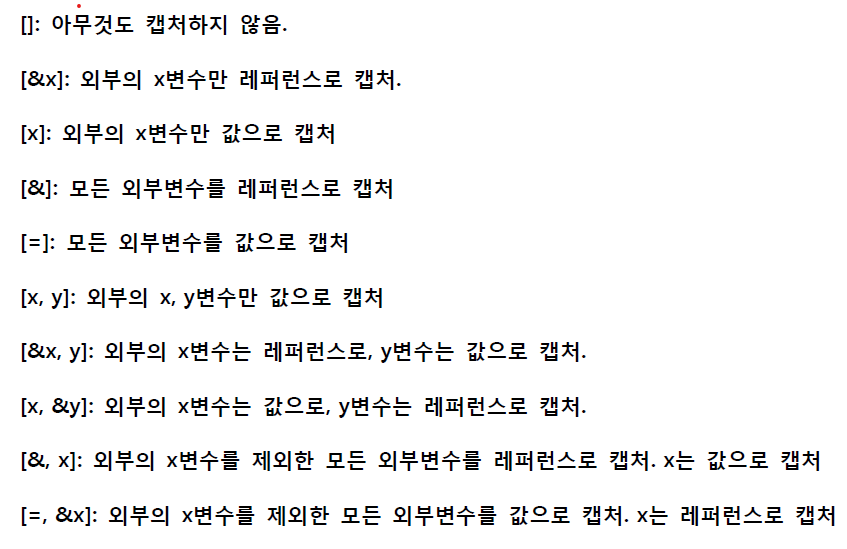 []: 아무것도 캡처하지 않음.
[&x]: 외부의 x변수만 레퍼런스로 캡처.
[x]: 외부의 x변수만 값으로 캡처
[&]: 모든 외부변수를 레퍼런스로 캡처
[=]: 모든 외부변수를 값으로 캡처
[x, y]: 외부의 x, y변수만 값으로 캡처
[&x, y]: 외부의 x변수는 레퍼런스로, y변수는 값으로 캡처.
[x, &y]: 외부의 x변수는 값으로, y변수는 레퍼런스로 캡처.
[&, x]: 외부의 x변수를 제외한 모든 외부변수를 레퍼런스로 캡처. x는 값으로 캡처
[=, &x]: 외부의 x변수를 제외한 모든 외부변수를 값으로 캡처. x는 레퍼런스로 캡처